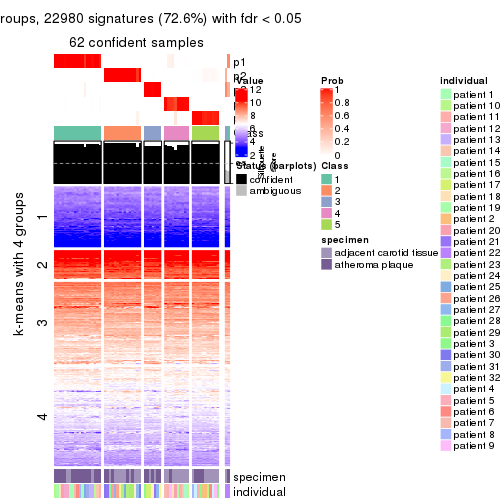 roups, 22980 signatures (72.6%) with fdr < 0.05
62 confident samples
p1
p2
Class
Silhouette
score
k-means with 4 groups
1
2
3
4
specimen
individual
Value
12
10
8
6
4
2
Status (barplots)
confident
ambiguous
Prob
1
0.8
0.6
0.4
0.2
0
Class
1
2
3
4
5
specimen
adjacent carotid tissue
atheroma plaque
individual
patient 1
patient 10
patient 11
patient 12
patient 13
patient 14
patient 15
patient 16
patient 17
patient 18
patient 19
patient 2
patient 20
patient 21
patient 22
patient 23
patient 24
patient 25
patient 26
patient 27
patient 28
patient 29
patient 3
patient 30
patient 31
patient 32
patient 4
patient 5
patient 6
patient 7
patient 8
patient 9